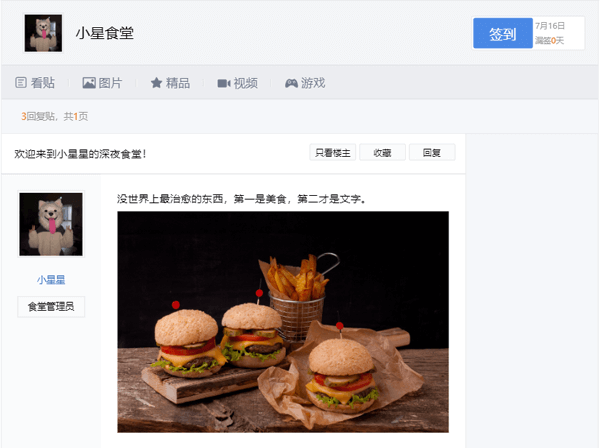 小星食堂
签到
7月16日
漏签0天
看贴 图片 精品 视频 游戏
3回复贴，共1页
欢迎来到小星星的深夜食堂！
只看楼主 收藏 回复
小星星
食堂管理员
没世界上最治愈的东西，第一是美食，第二才是文字。